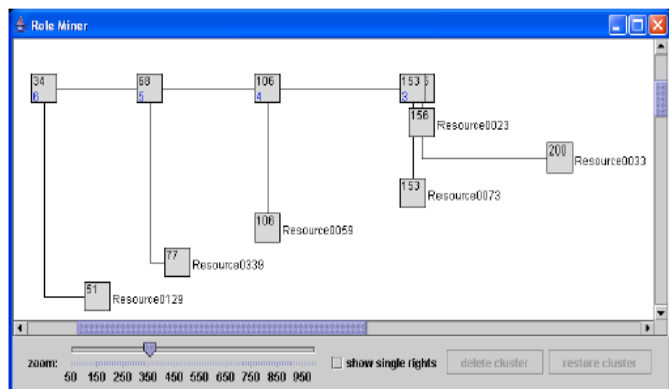 Role Miner
34
6
68
5
106
4
153
3
156
Resource0023
200
Resource0033
153
Resource0073
106
Resource0059
77
Resource0339
51
Resource0129
zoom:
50 150 250 350 450 550 650 750 850 950
show single rights
delete cluster
restore cluster